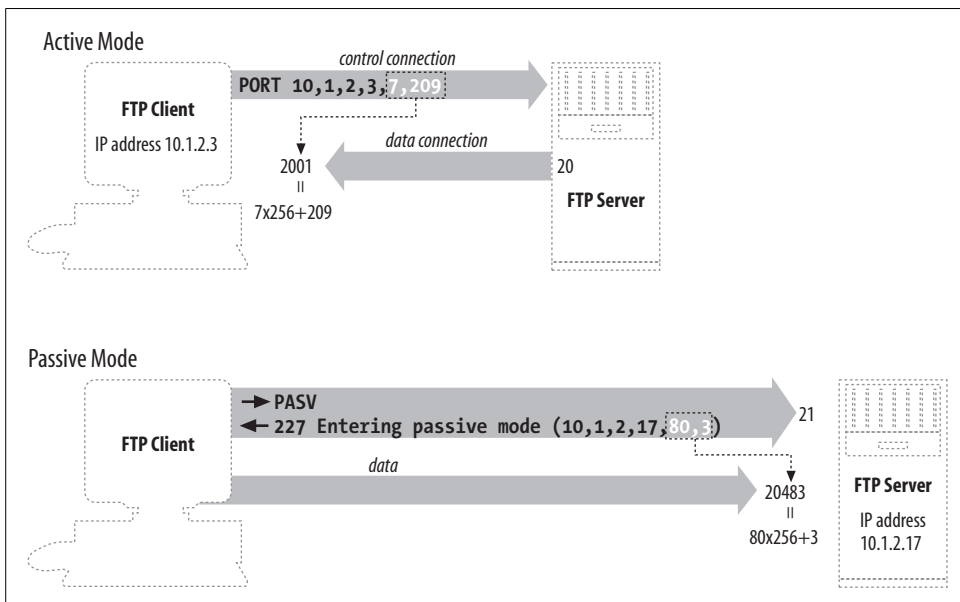 Active Mode
control connection
PORT 10,1,2,3,7,209
FTP Client
IP address 10.1.2.3
data connection
2001
20
=
7x256+209
FTP Server
Passive Mode
PASV
21
227 Entering passive mode (10,1,2,17,80,3)
FTP Client
data
20483
=
80x256+3
FTP Server
IP address
10.1.2.17